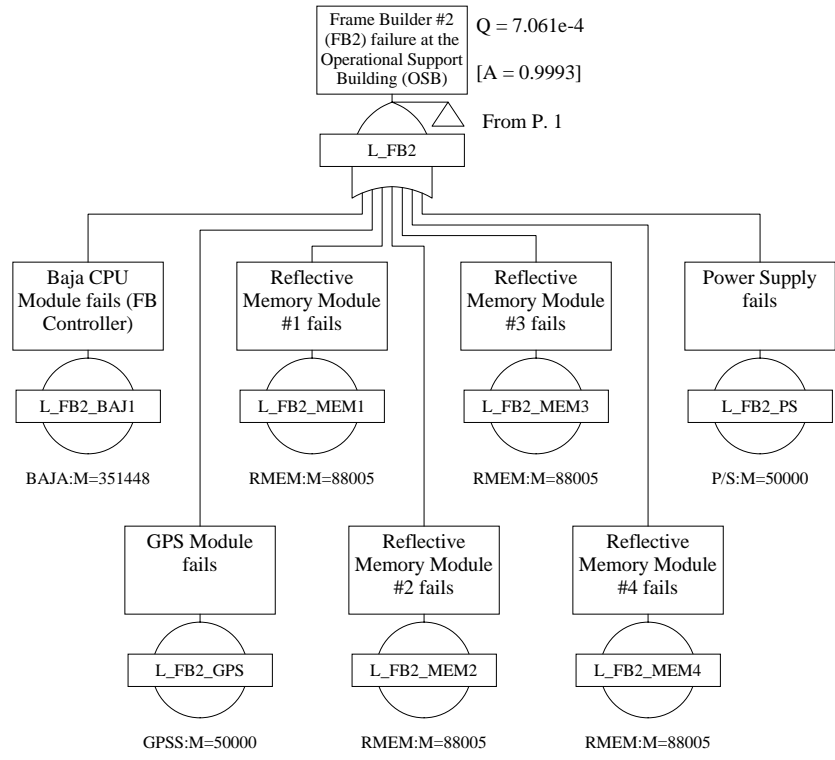 Frame Builder #2
(FB2) failure at the
Operational Support
Building (OSB)
Q = 7.061e-4
[A = 0.9993]
From P. 1
L_FB2
Baja CPU
Module fails (FB
Controller)
L_FB2_BAJ1
BAJA:M=351448
Reflective
Memory Module
#1 fails
L_FB2_MEM1
RMEM:M=88005
Reflective
Memory Module
#3 fails
L_FB2_MEM3
RMEM:M=88005
Power Supply
fails
L_FB2_PS
P/S:M=50000
GPS Module
fails
L_FB2_GPS
GPSS:M=50000
Reflective
Memory Module
#2 fails
L_FB2_MEM2
RMEM:M=88005
Reflective
Memory Module
#4 fails
L_FB2_MEM4
RMEM:M=88005